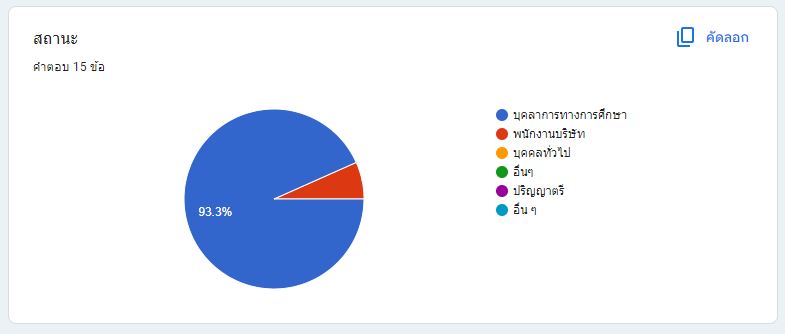 สถานะ
คัดลอก
คำตอบ 15 ข้อ
93.3%
บุคลาการทางการศึกษา
พนักงานบริษัท
บุคคลทั่วไป
อื่นๆ
ปริญญาตรี
อื่น ๆ